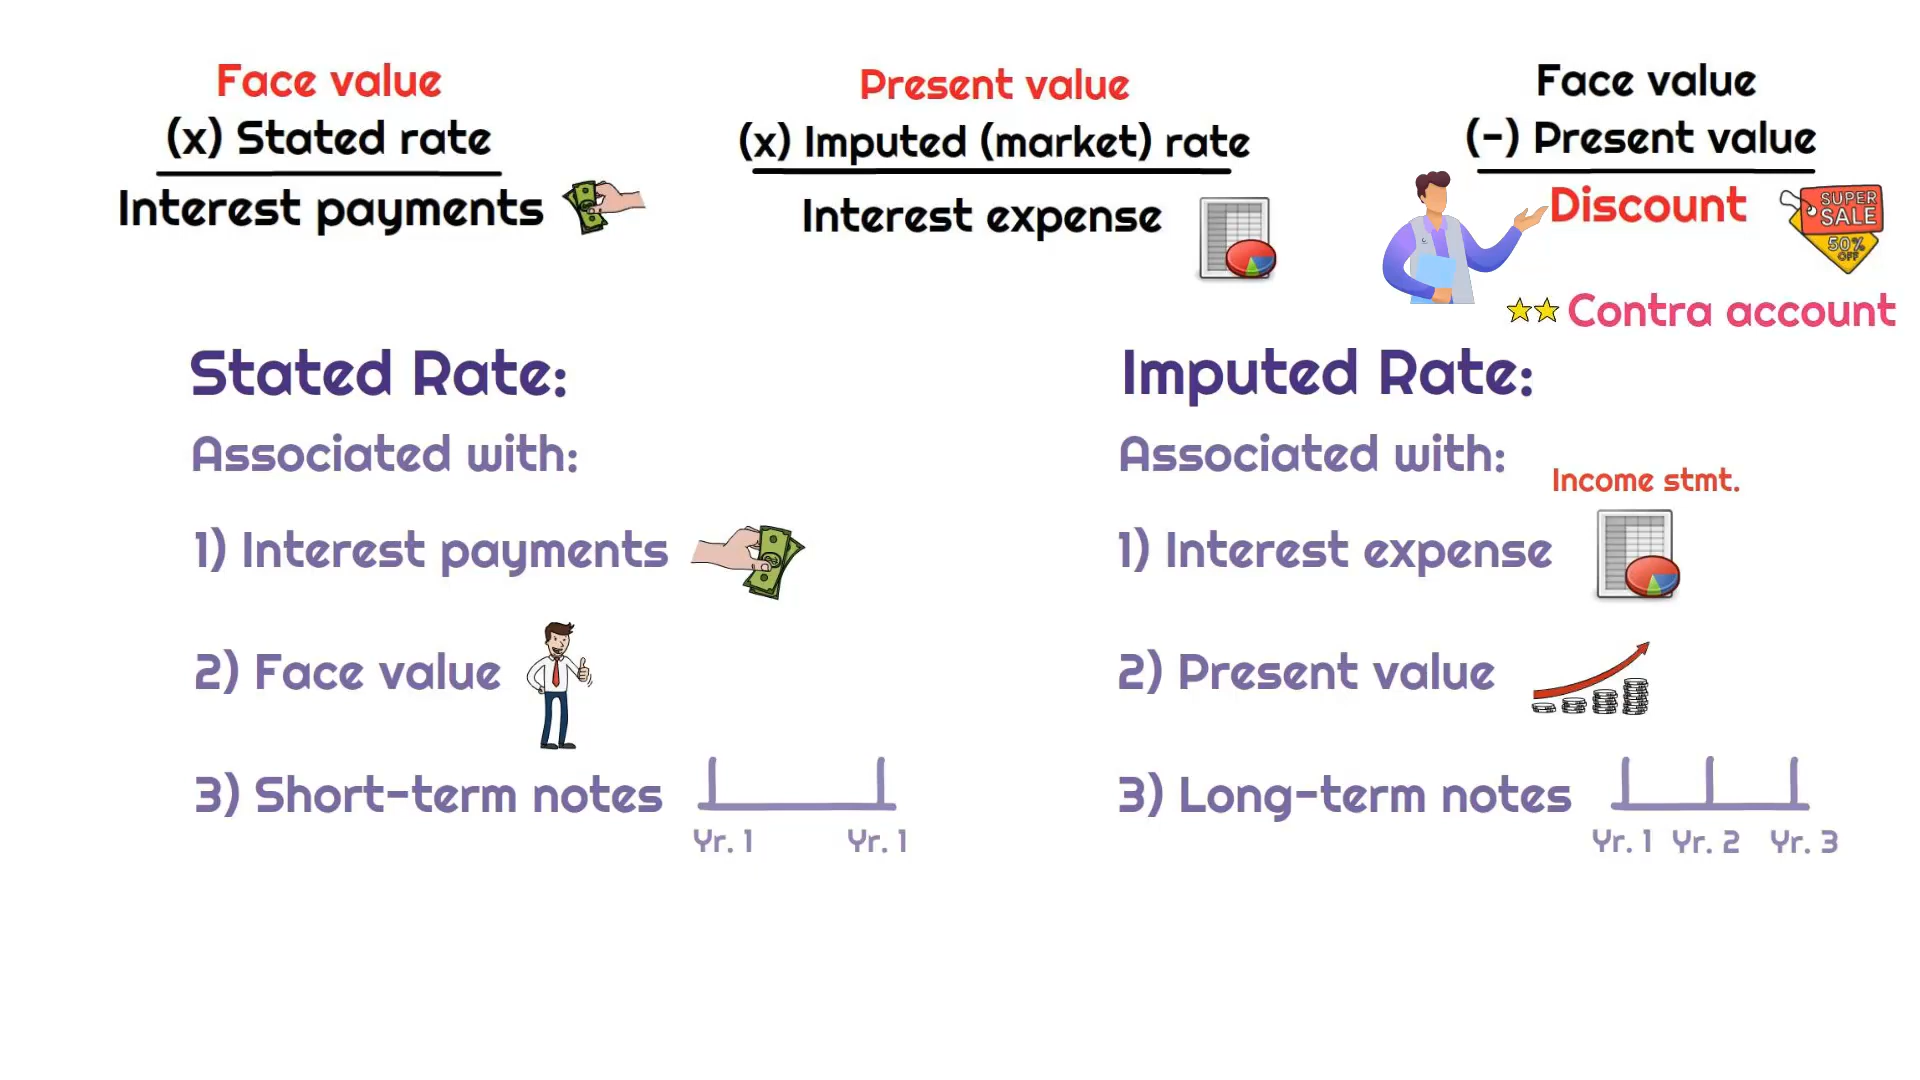 Face value
(x) Stated rate
Interest payments
Present value
(x) Imputed (market) rate
Interest expense
Face value
(-) Present value
Discount
SUPER
SALE
50%
OFF
Contra account
Stated Rate:
Associated with:
1) Interest payments
2) Face value
3) Short-term notes
Yr. 1 Yr. 1
Imputed Rate:
Associated with:
Income stmt.
1) Interest expense
2) Present value
3) Long-term notes
Yr. 1 Yr. 2 Yr. 3